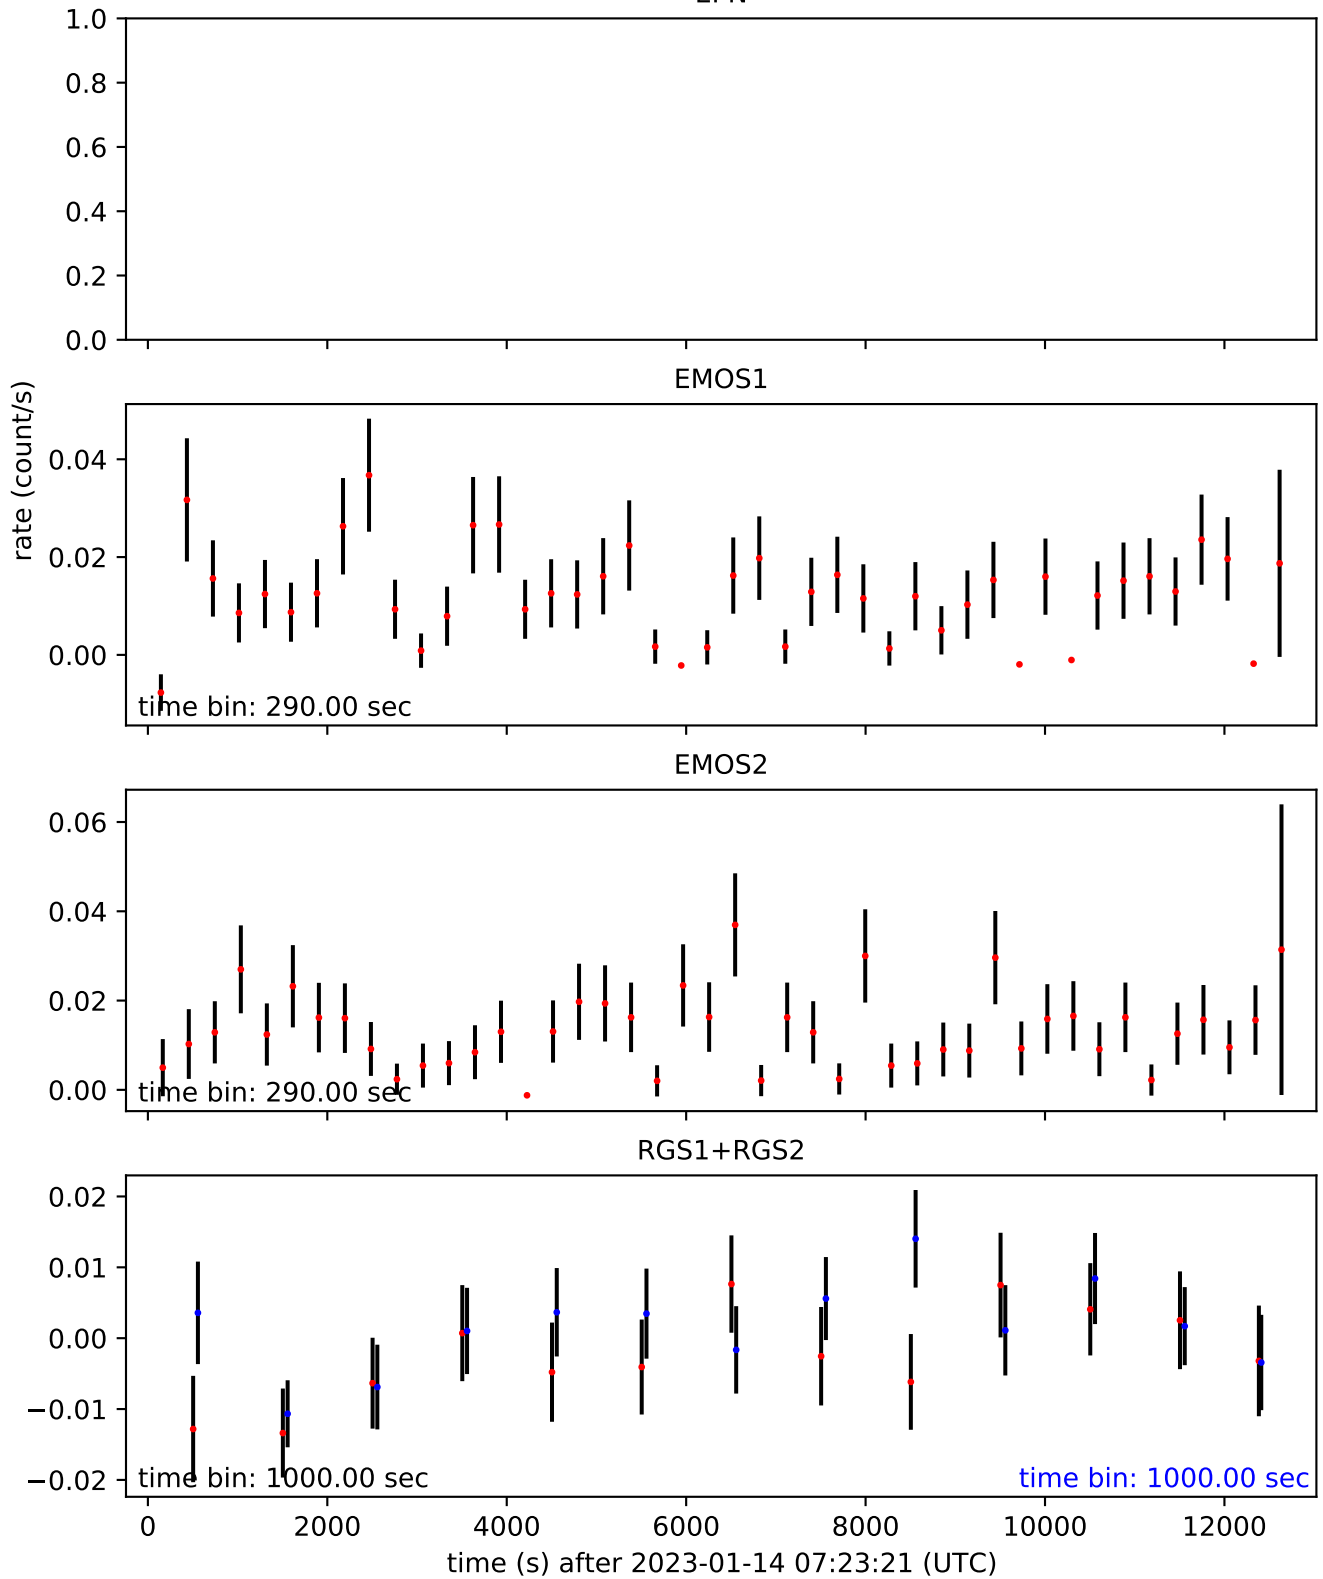 1.0
0.8
0.6
0.4
0.2
0.0
rate (count/s)
EMOS1
0.04
0.02
0.00
time bin: 290.00 sec
EMOS2
0.06
0.04
0.02
0.00
time bin: 290.00 sec
RGS1+RGS2
0.02
0.01
0.00
−0.01
−0.02
time bin: 1000.00 sec
time bin: 1000.00 sec
0 2000 4000 6000 8000 10000 12000
time (s) after 2023-01-14 07:23:21 (UTC)